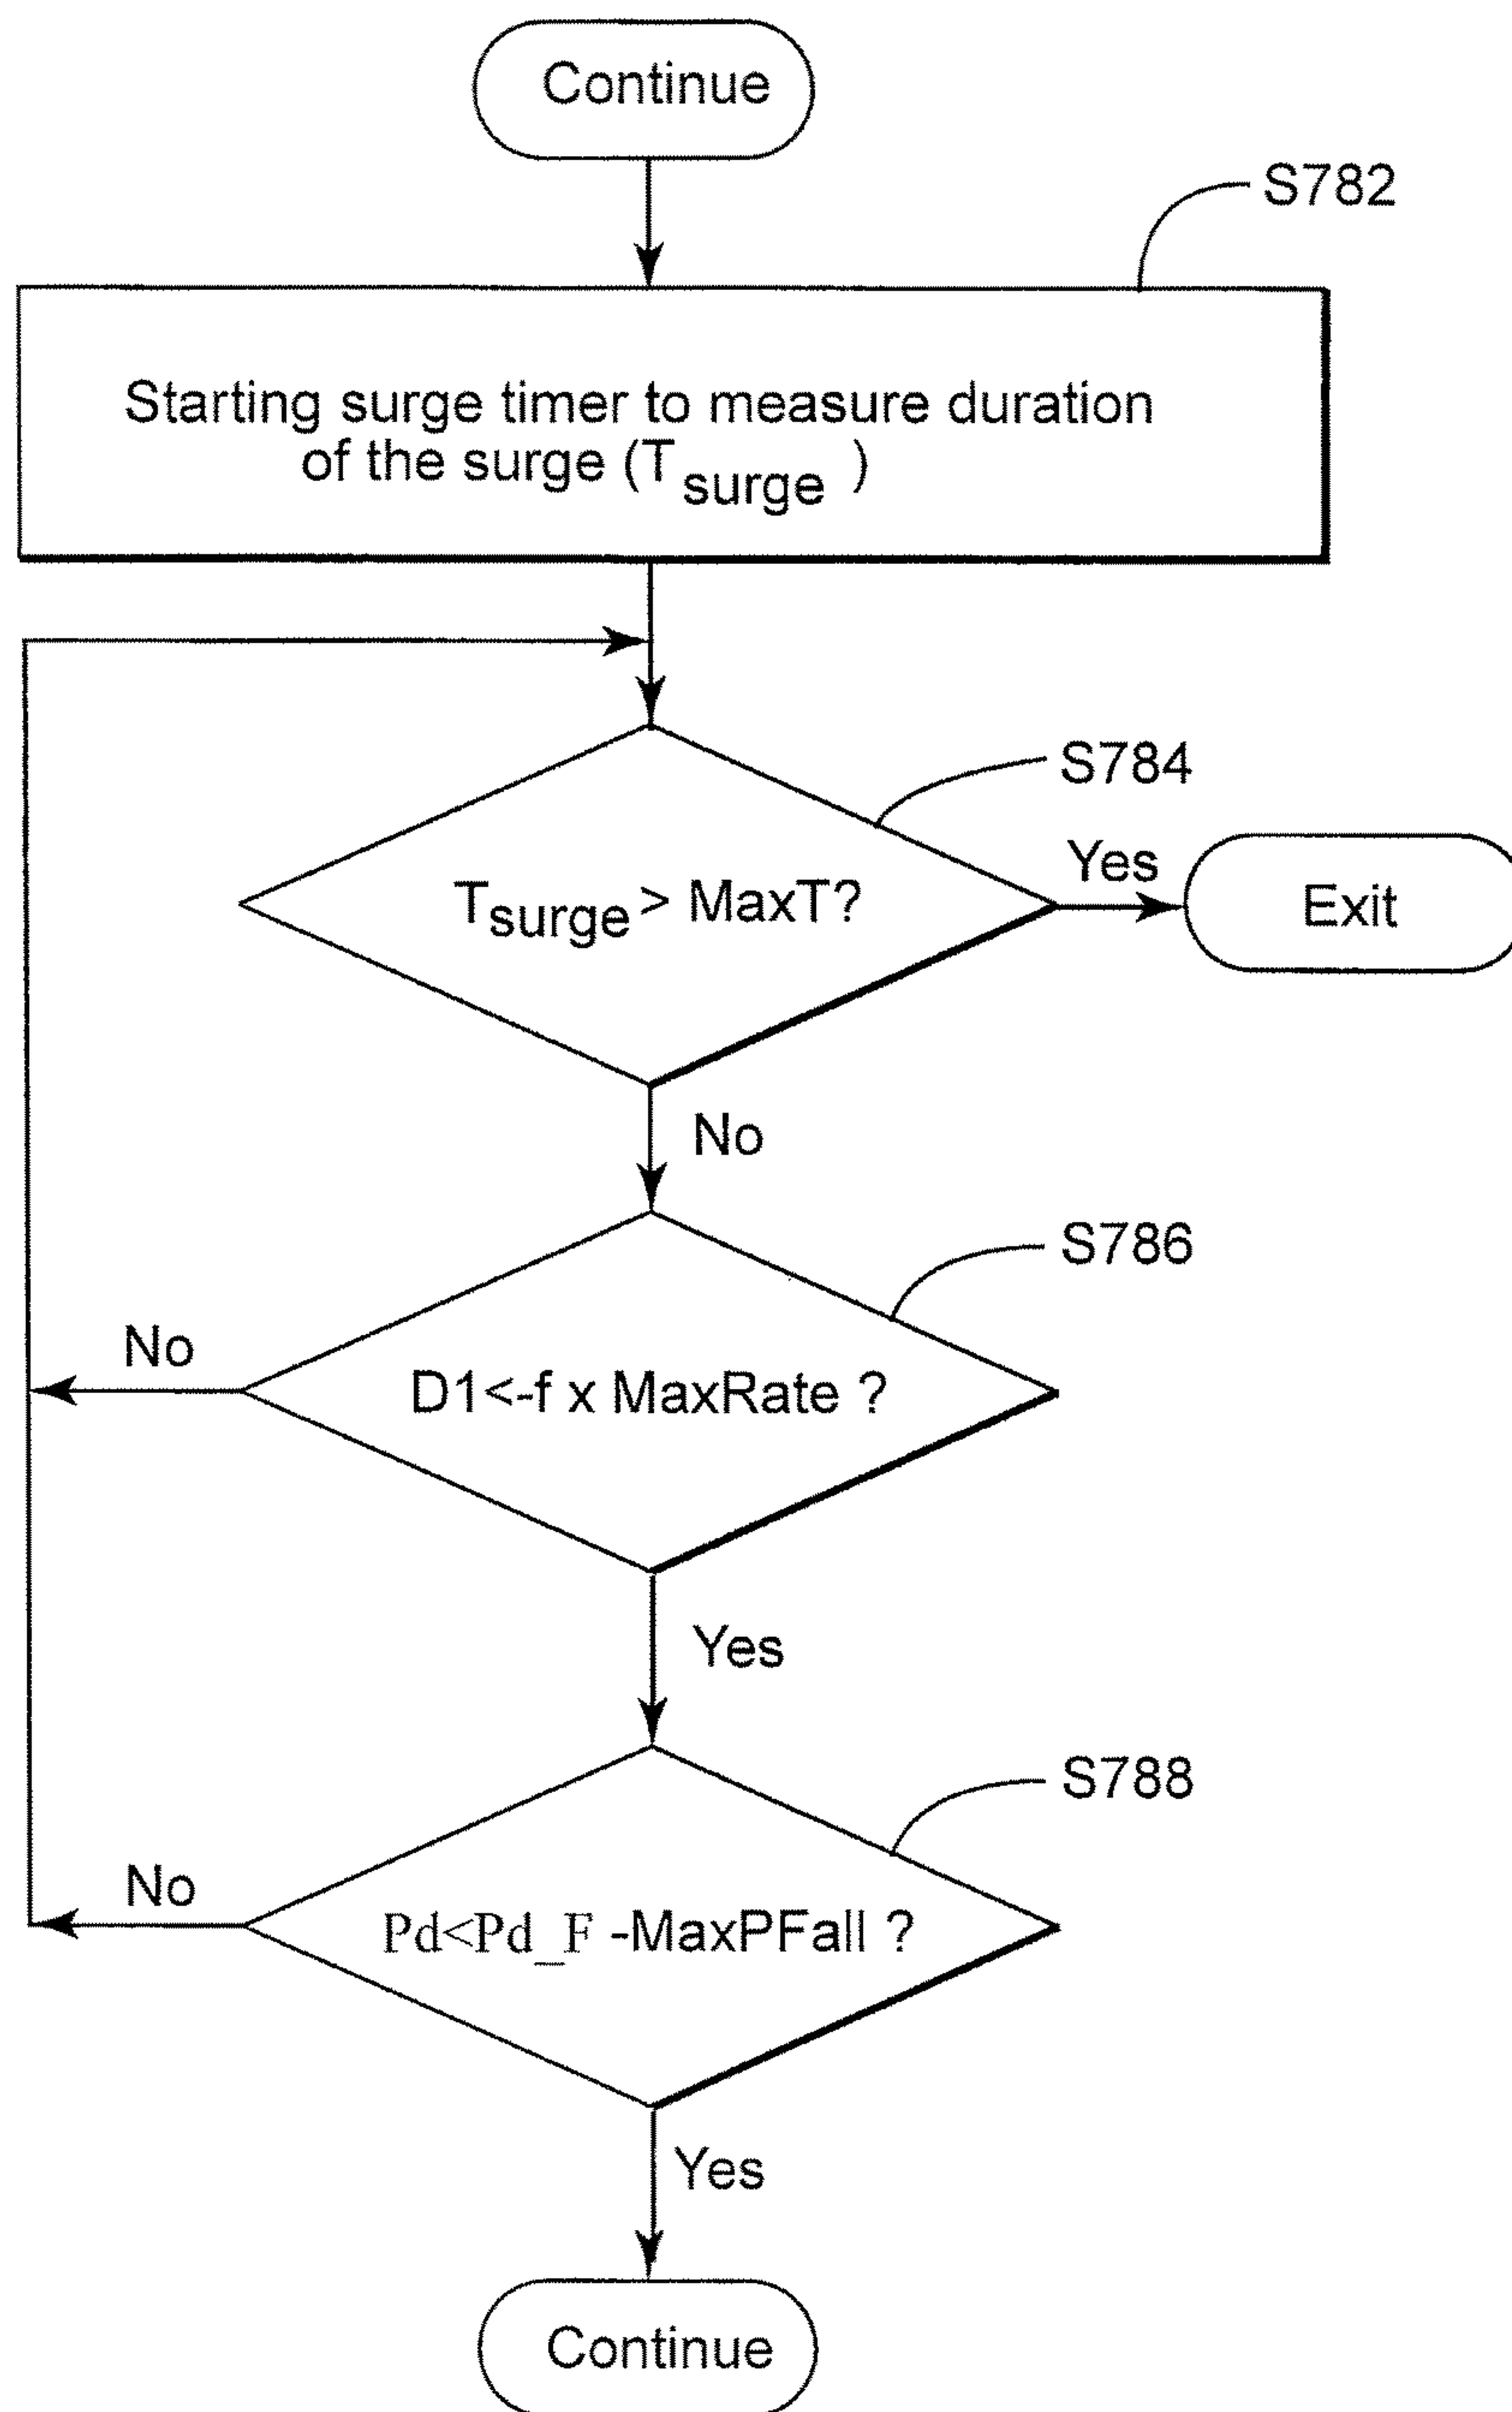 Continue
S782
Starting surge timer to measure duration
of the surge (Tsurge )
S784
Tsurge > MaxT?
Yes
Exit
No
S786
No
D1<-f x MaxRate ?
Yes
S788
No
Pd<Pd_F -MaxPFall ?
Yes
Continue